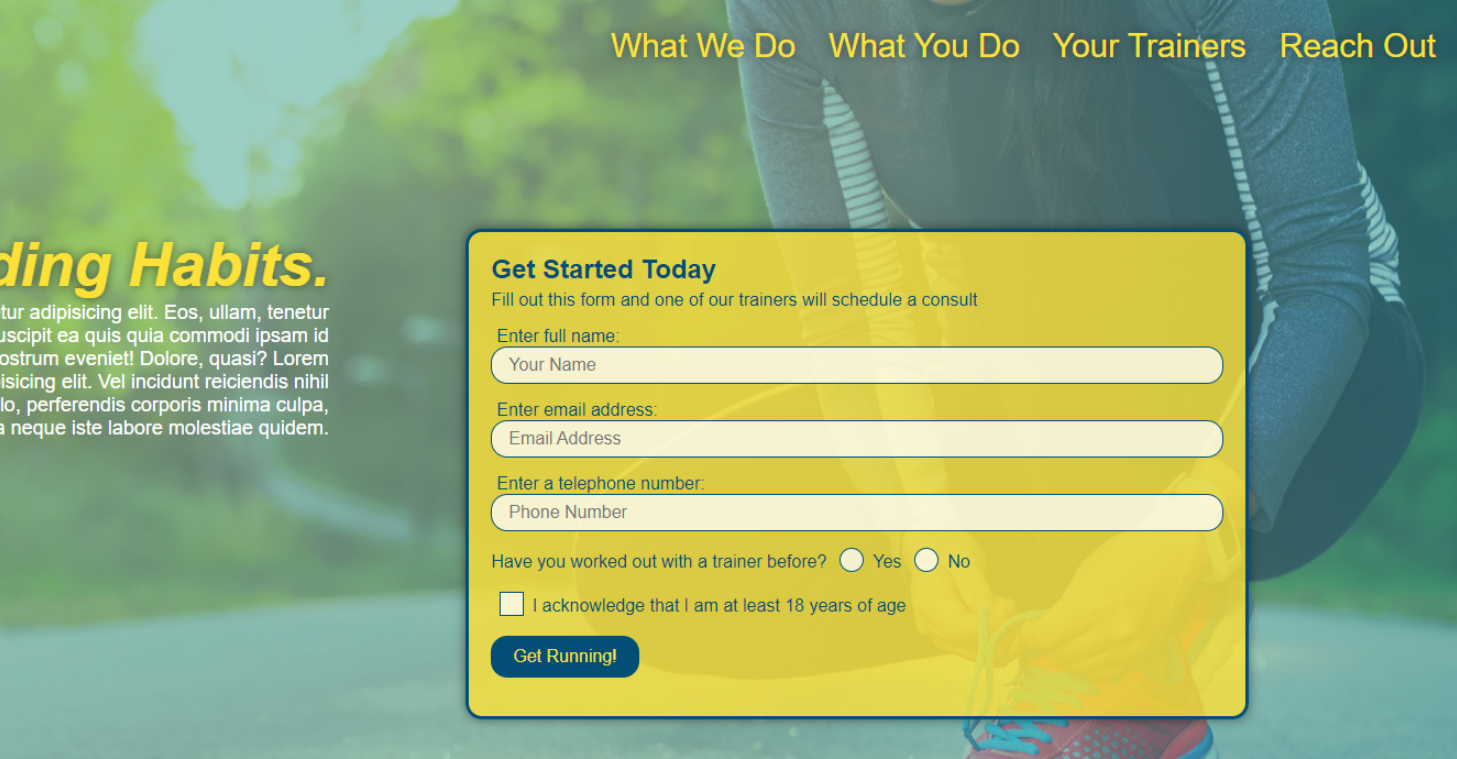 What We Do What You Do Your Trainers Reach Out
ding Habits.
tur adipisicing elit. Eos, ullam, tenetur
uscipit ea quis quia commodi ipsam id
ostrum eveniet! Dolore, quasi? Lorem
isicing elit. Vel incidunt reiciendis nihil
lo, perferendis corporis minima culpa,
a neque iste labore molestiae quidem.
Get Started Today
Fill out this form and one of our trainers will schedule a consult
Enter full name:
Your Name
Enter email address:
Email Address
Enter a telephone number:
Phone Number
Have you worked out with a trainer before? Yes No
I acknowledge that I am at least 18 years of age
Get Running!